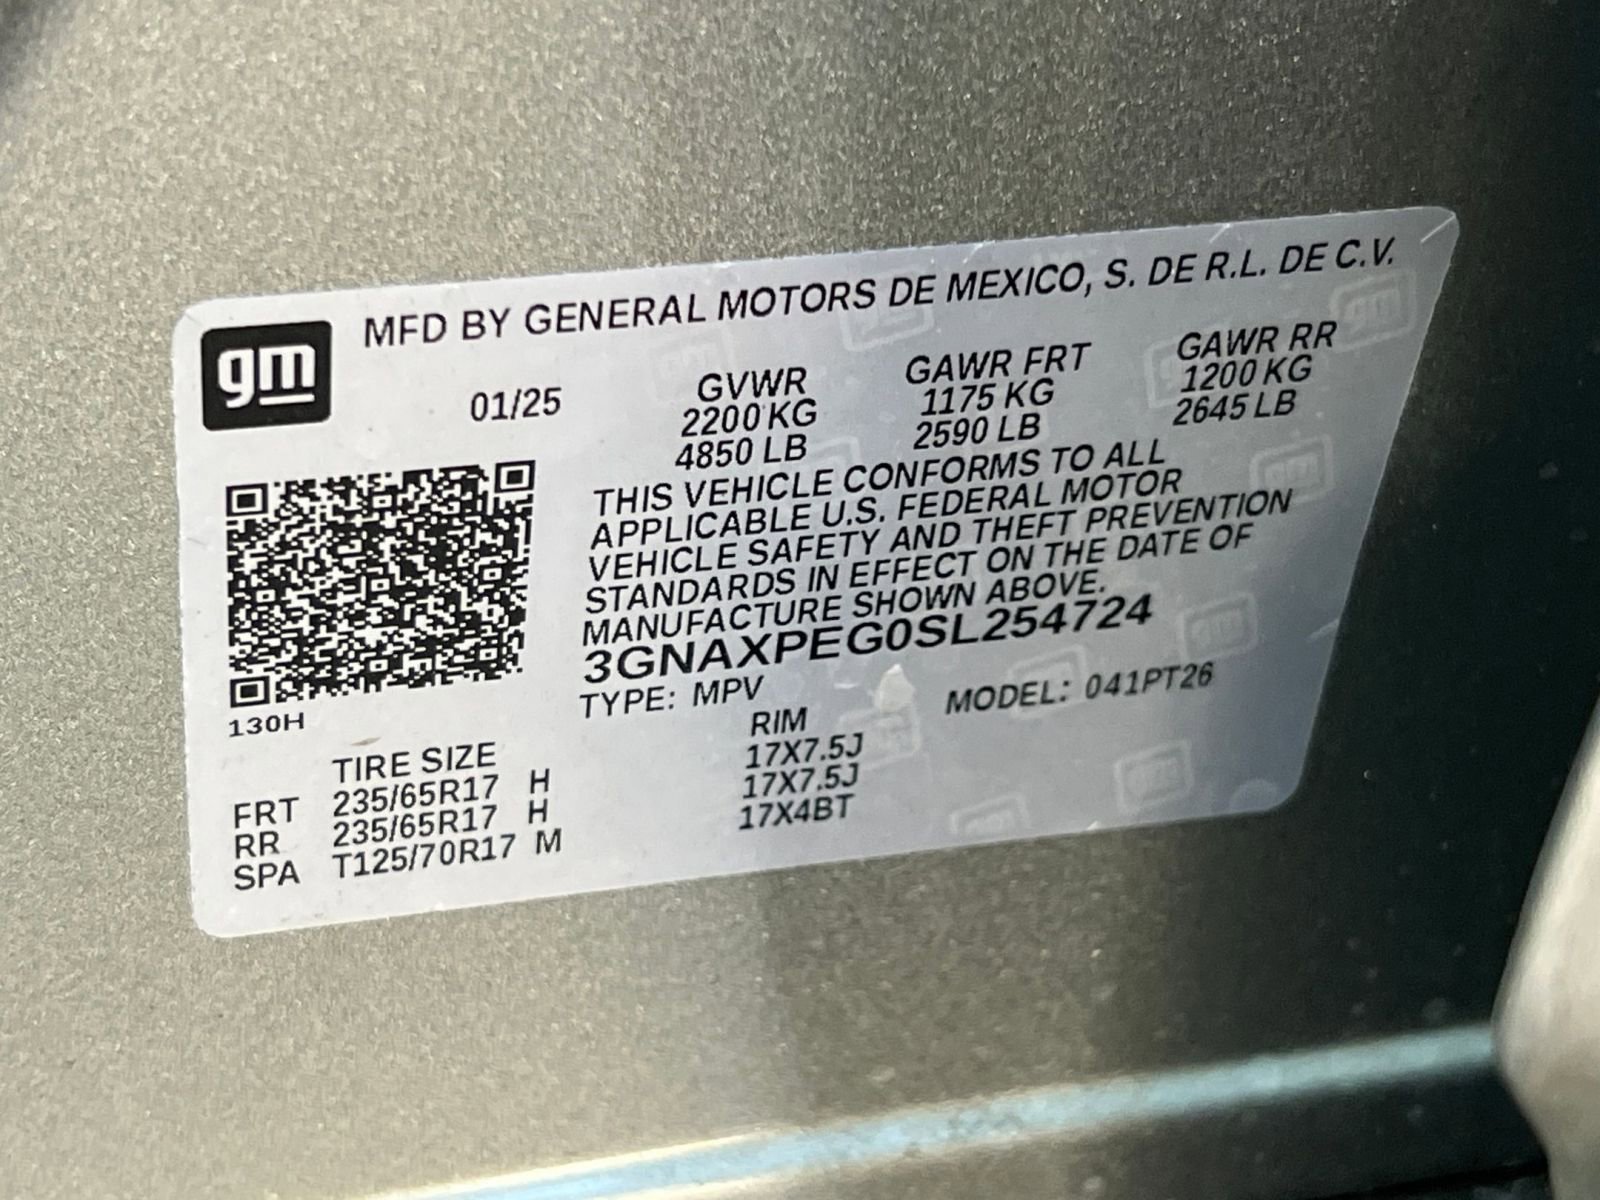 gm
MFD BY GENERAL MOTORS DE MEXICO, S. DE R.L. DE C.V.
01/25
GVWR
2200 KG
4850 LB
GAWR FRT
1175 KG
2590 LB
GAWR RR
1200 KG
2645 LB
THIS VEHICLE CONFORMS TO ALL
APPLICABLE U.S. FEDERAL MOTOR
VEHICLE SAFETY AND THEFT PREVENTION
STANDARDS IN EFFECT ON THE DATE OF
MANUFACTURE SHOWN ABOVE.
3GNAXPEG0SL254724
TYPE: MPV MODEL: 041PT26
130H
TIRE SIZE RIM
FRT 235/65R17 H 17X7.5J
RR 235/65R17 H 17X7.5J
SPA T125/70R17 M 17X4BT